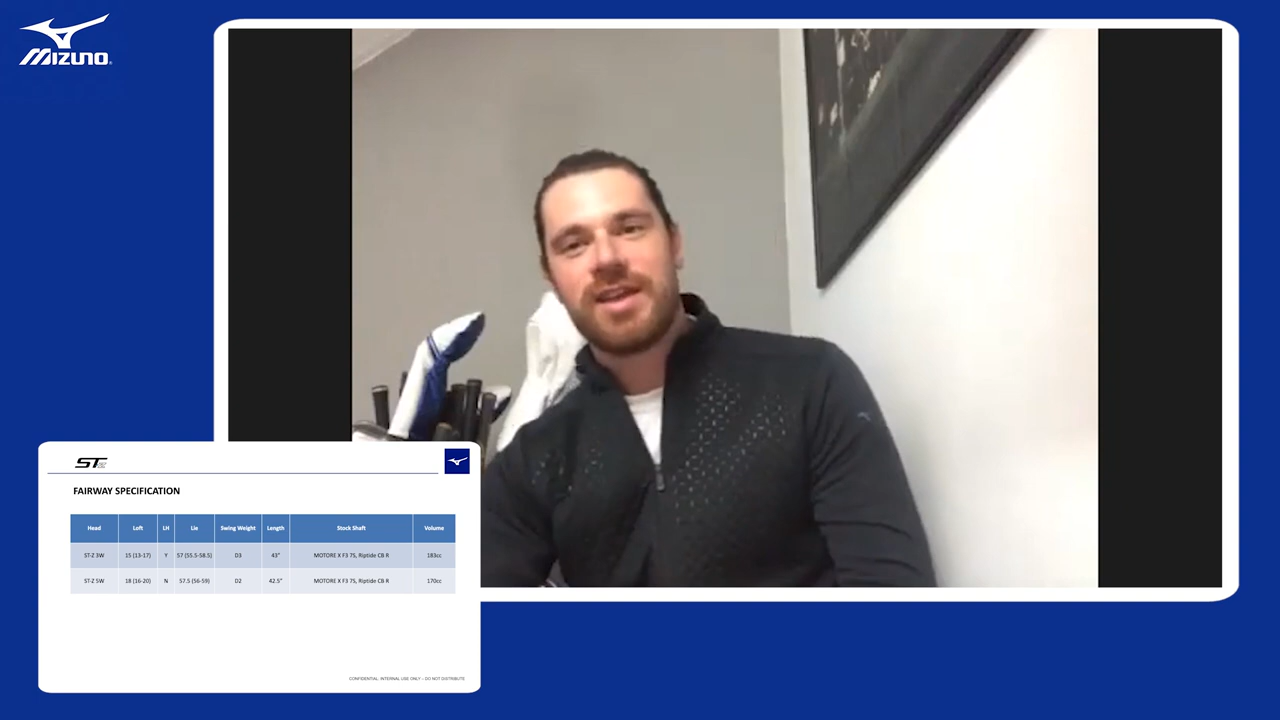 MIZUNO
ST
FAIRWAY SPECIFICATION
Head Loft LH Lie Swing Weight Length Stock Shaft Volume
ST-Z 3W 15 (13-17) Y 57 (55.5-58.5) D3 43" MOTORE X F3 7S, Riptide CB R 183cc
ST-Z 5W 18 (16-20) N 57.5 (56-59) D2 42.5" MOTORE X F3 7S, Riptide CB R 170cc
CONFIDENTIAL, INTERNAL USE ONLY – DO NOT DISTRIBUTE